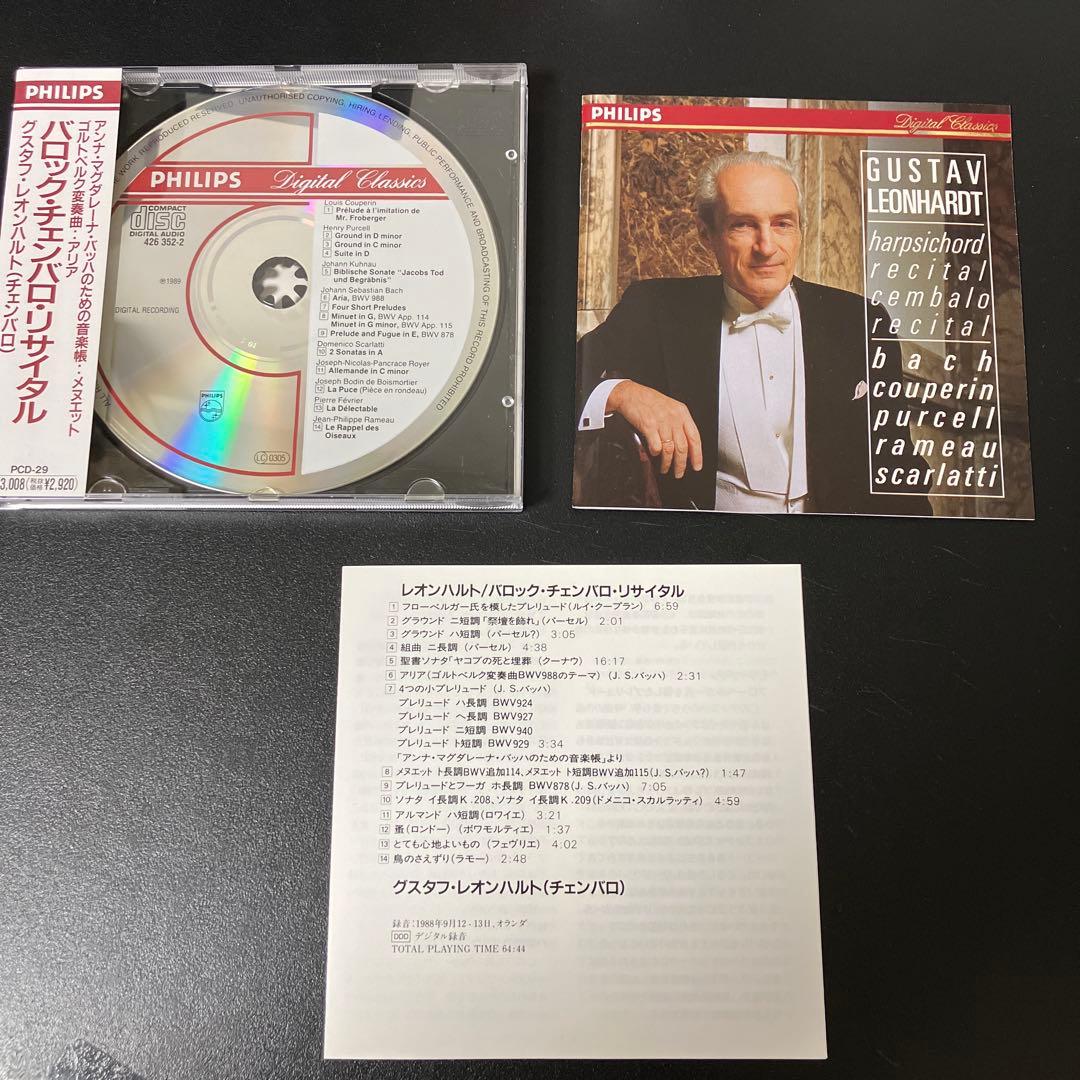 PHILIPS
アンナ・マグダレーナ・バッハのための音楽帳:メヌエット
ゴルトベルク変奏曲:アリア
バロック・チェンバロ・リサイタル
グスタフ・レオンハルト(チェンバロ)
PCD-29
3,008(税抜価格¥2,920)
WORK REPRODUCED RESERVED. UNAUTHORISED COPYING, HIRING, LENDING, PUBLIC PERFORMANCE AND BROADCASTING OF THIS RECORD PROHIBITED
PHILIPS Digital Classics
COMPACT
disc
DIGITAL AUDIO
426 352-2
℗1989
DIGITAL RECORDING
Louis Couperin
1 Prélude à l'imitation de
Mr. Froberger
Henry Purcell
2 Ground in D minor
3 Ground in C minor
4 Suite in D
Johann Kuhnau
5 Biblische Sonate "Jacobs Tod
und Begräbnis"
Johann Sebastian Bach
6 Aria, BWV 988
7 Four Short Preludes
8 Minuet in G, BWV App. 114
Minuet in G minor, BWV App. 115
9 Prelude and Fugue in E, BWV 878
Domenico Scarlatti
10 2 Sonatas in A
Joseph-Nicolas-Pancrace Royer
11 Allemande in C minor
Joseph Bodin de Boismortier
12 La Puce (Pièce en rondeau)
Pierre Février
13 La Délectable
Jean-Philippe Rameau
14 Le Rappel des
Oiseaux
PHILIPS
LC 0305
PHILIPS
Digital Classics
GUSTAV
LEONHARDT
harpsichord
recital
cembalo
recital
bach
couperin
purcell
rameau
scarlatti
レオンハルト/バロック・チェンバロ・リサイタル
1 フローベルガー氏を模したプレリュード(ルイ・クープラン) 6:59
2 グラウンド ニ短調「祭壇を飾れ」(パーセル) 2:01
3 グラウンド ハ短調 (パーセル?) 3:05
4 組曲 ニ長調 (パーセル) 4:38
5 聖書ソナタ「ヤコブの死と埋葬 (クーナウ) 16:17
6 アリア(ゴルトベルク変奏曲BWV988のテーマ) (J. S.バッハ) 2:31
7 4つの小プレリュード (J. S.バッハ)
プレリュード ハ長調 BWV924
プレリュード ヘ長調 BWV927
プレリュード ニ短調 BWV940
プレリュード ト短調 BWV929 3:34
「アンナ・マグダレーナ・バッハのための音楽帳」より
8 メヌエット ト長調BWV追加114、メヌエット ト短調BWV追加115(J. S.バッハ?) 1:47
9 プレリュードとフーガ ホ長調 BWV878(J. S.バッハ) 7:05
10 ソナタ イ長調K.208、ソナタ イ長調K.209(ドメニコ・スカルラッティ) 4:59
11 アルマンド ハ短調(ロワイエ) 3:21
12 蚤(ロンドー) (ボワモルティエ) 1:37
13 とても心地よいもの (フェヴリエ) 4:02
14 鳥のさえずり(ラモー) 2:48
グスタフ・レオンハルト(チェンバロ)
録音:1988年9月12-13日、オランダ
DDD デジタル録音
TOTAL PLAYING TIME 64:44